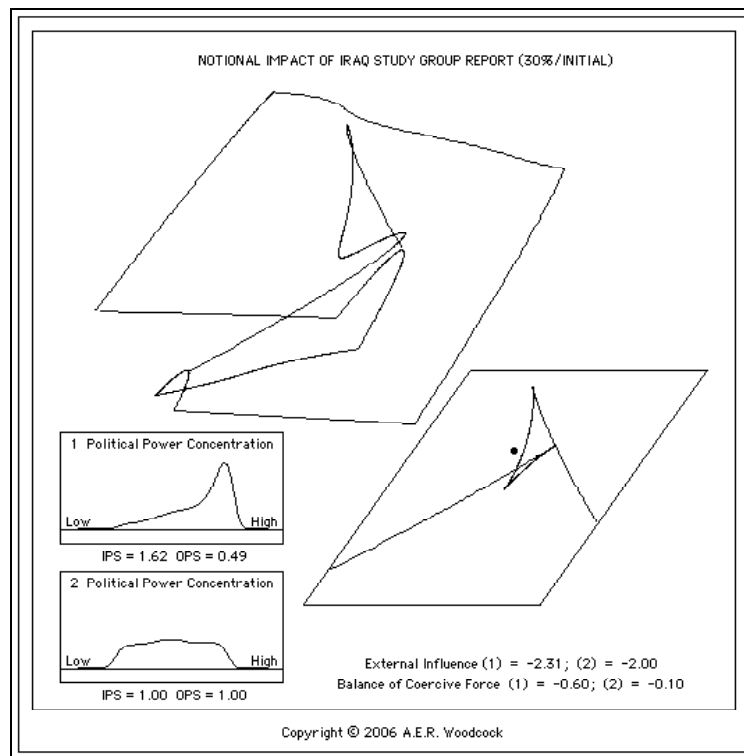 NOTIONAL IMPACT OF IRAQ STUDY GROUP REPORT (30%/INITIAL)
1 Political Power Concentration
Low High
IPS = 1.62 OPS = 0.49
2 Political Power Concentration
Low High
IPS = 1.00 OPS = 1.00
External Influence (1) = -2.31; (2) = -2.00
Balance of Coercive Force (1) = -0.60; (2) = -0.10
Copyright © 2006 A.E.R. Woodcock